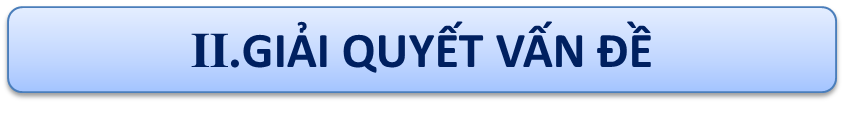 II.GIẢI QUYẾT VẤN ĐỀ